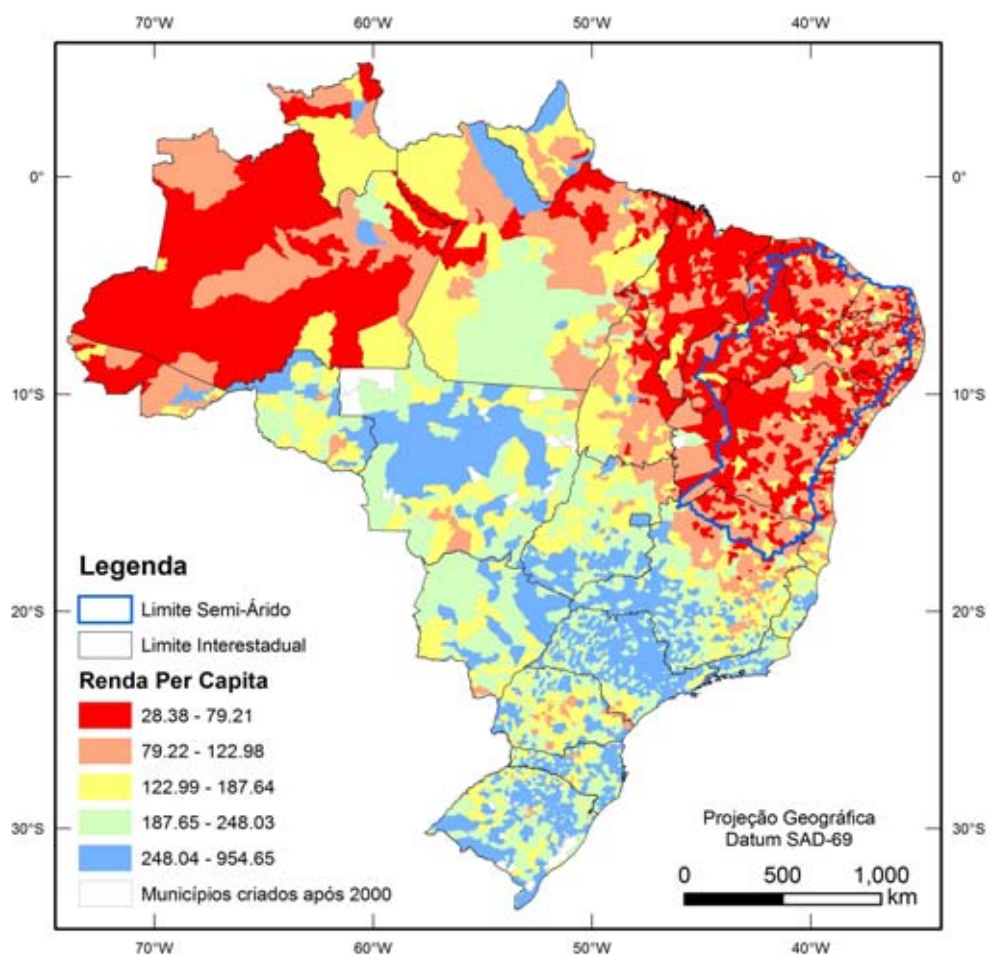 70°W 60°W 50°W 40°W
0° 0°
10°S 10°S
20°S 20°S
30°S 30°S
Legenda
Limite Semi-Árido
Limite Interestadual
Renda Per Capita
28.38 - 79.21
79.22 - 122.98
122.99 - 187.64
187.65 - 248.03
248.04 - 954.65
Municípios criados após 2000
Projeção Geográfica
Datum SAD-69
0 500 1,000
km
70°W 60°W 50°W 40°W